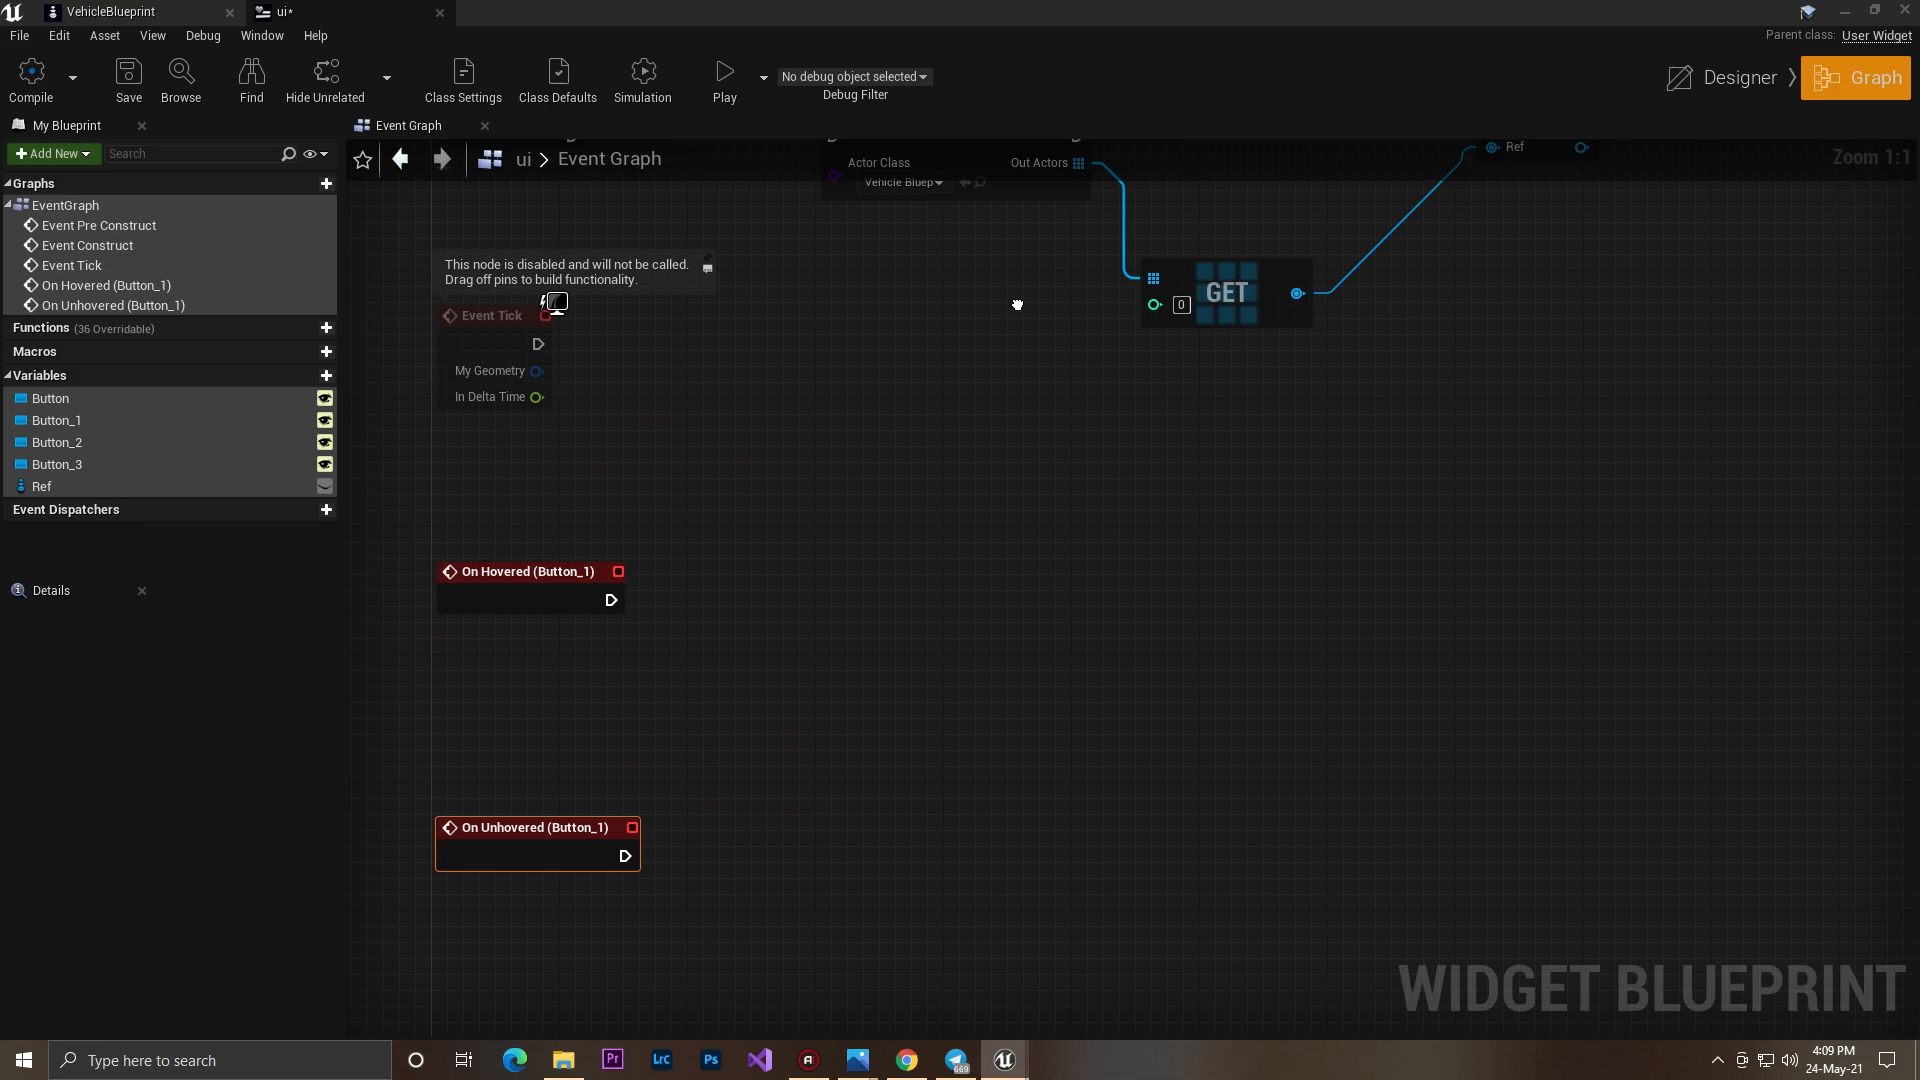 VehicleBlueprint
ui*
File Edit Asset View Debug Window Help
Parent class: User Widget
Compile
Save
Browse
Find
Hide Unrelated
Class Settings
Class Defaults
Simulation
Play
No debug object selected
Debug Filter
Designer
Graph
My Blueprint
Event Graph
+ Add New
Search
ui > Event Graph
Zoom 1:1
Graphs
EventGraph
Event Pre Construct
Event Construct
Event Tick
On Hovered (Button_1)
On Unhovered (Button_1)
Functions (36 Overridable)
Macros
Variables
Button
Button_1
Button_2
Button_3
Ref
Event Dispatchers
Details
Actor Class
Out Actors
Vehicle Bluep
Ref
This node is disabled and will not be called.
Drag off pins to build functionality.
Event Tick
My Geometry
In Delta Time
0
GET
On Hovered (Button_1)
On Unhovered (Button_1)
WIDGET BLUEPRINT
Type here to search
Pr
Lrc
Ps
669
4:09 PM
24-May-21